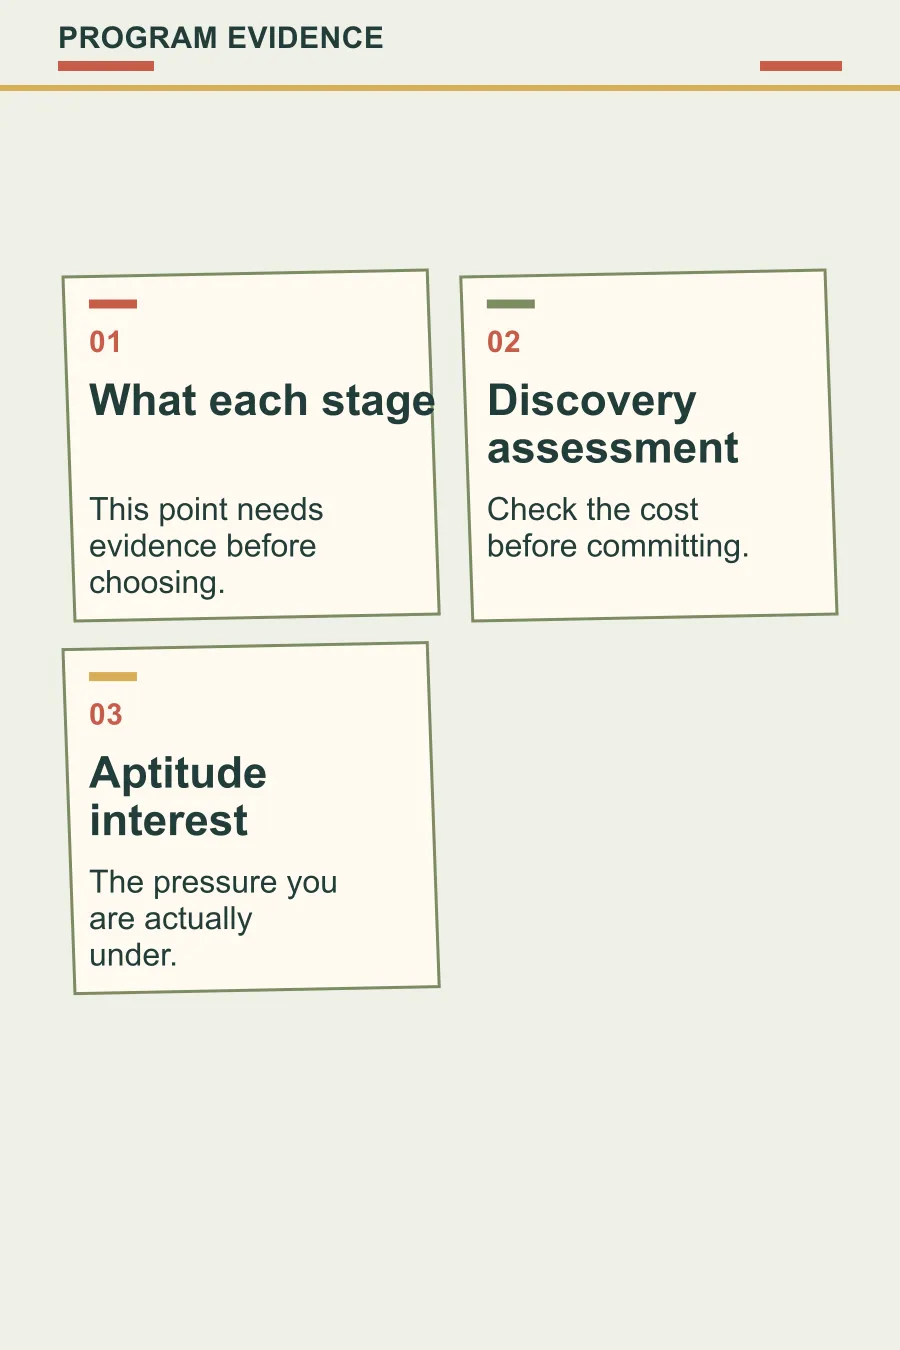 PROGRAM EVIDENCE
01
What each stage
This point needs
evidence before
choosing.
02
Discovery
assessment
Check the cost
before committing.
03
Aptitude
interest
The pressure you
are actually
under.